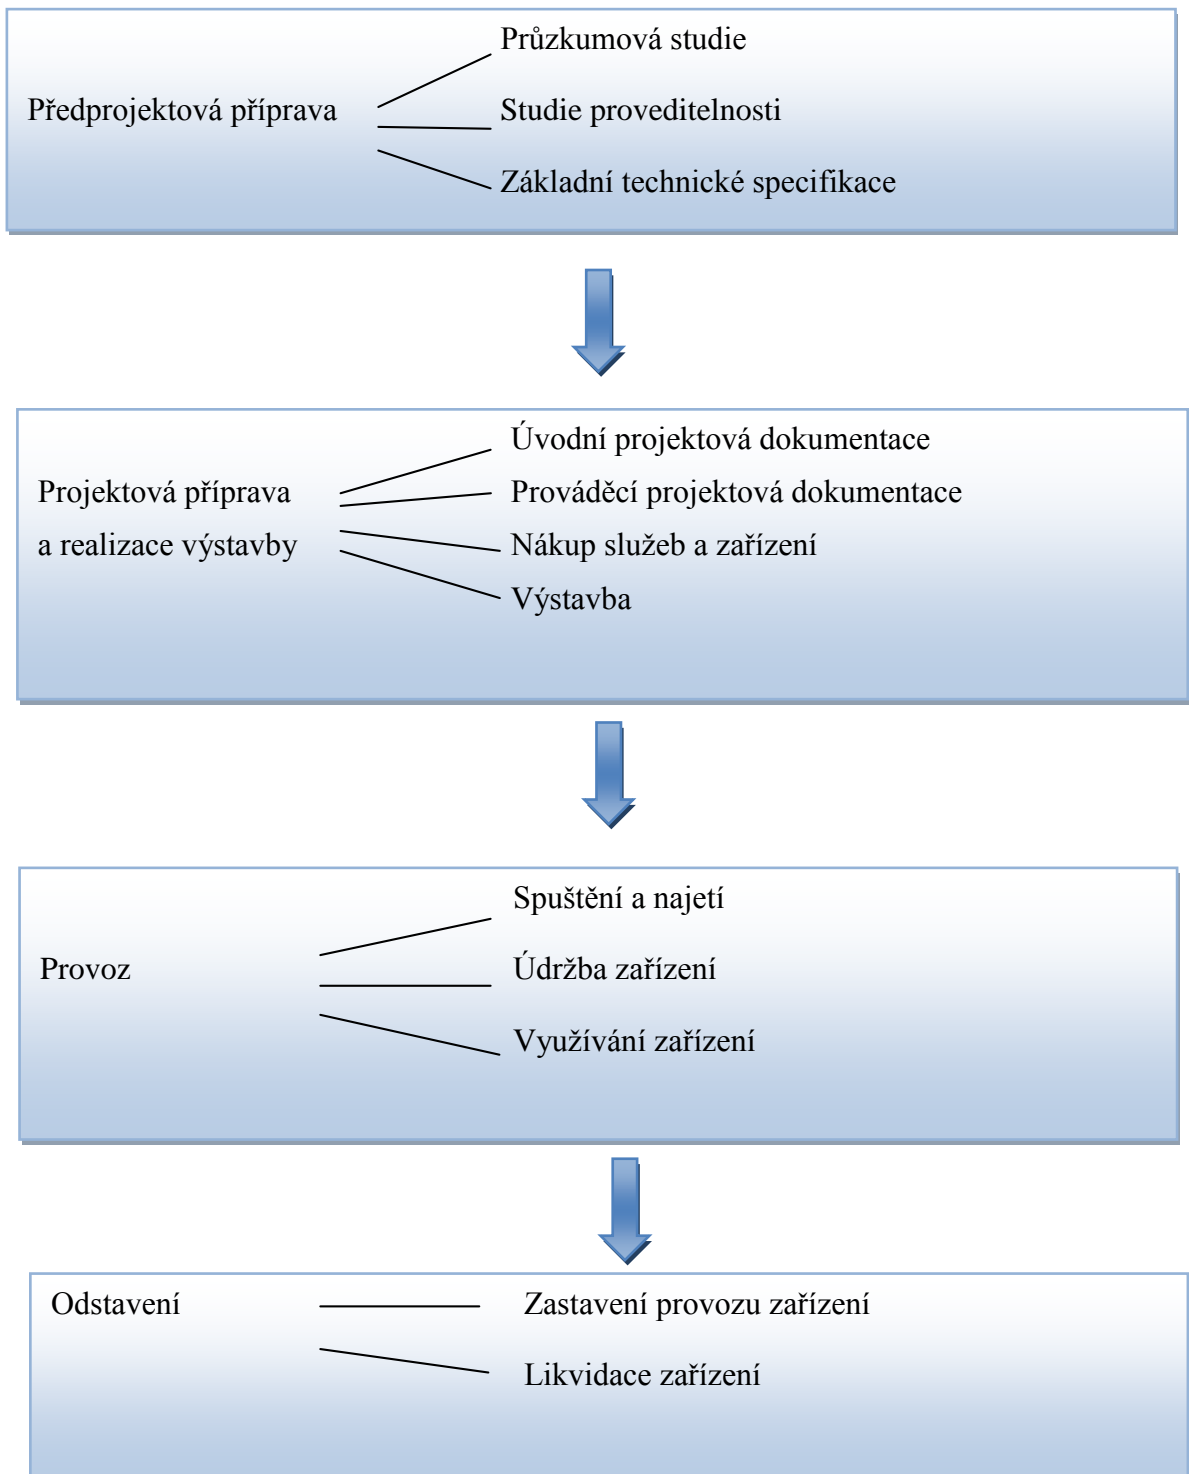 Průzkumová studie
Předprojektová příprava
Studie proveditelnosti
Základní technické specifikace
Úvodní projektová dokumentace
Projektová příprava
Prováděcí projektová dokumentace
a realizace výstavby
Nákup služeb a zařízení
Výstavba
Spuštění a najetí
Provoz
Údržba zařízení
Využívání zařízení
Odstavení
Zastavení provozu zařízení
Likvidace zařízení